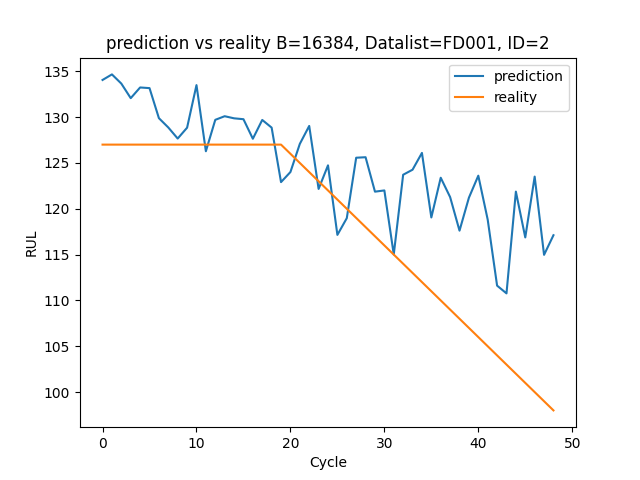 prediction vs reality B=16384, Datalist=FD001, ID=2
prediction
reality
RUL
135
130
125
120
115
110
105
100
0 10 20 30 40 50
Cycle